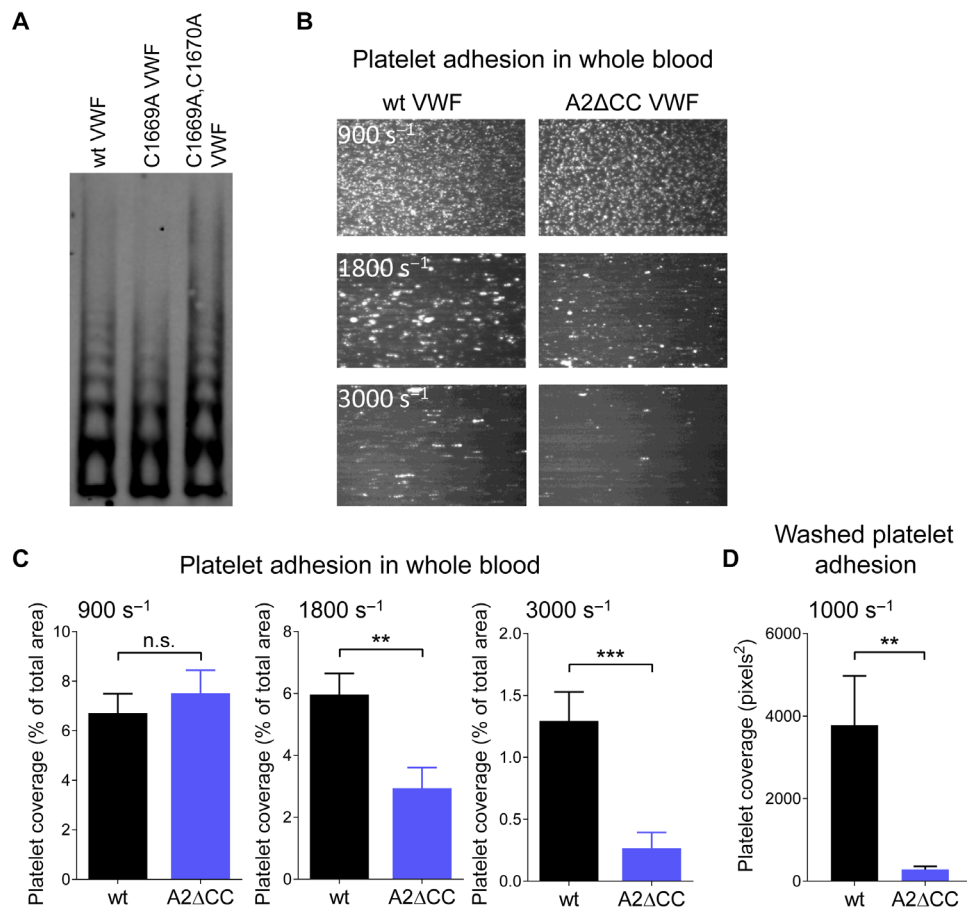 A
wt VWF
C1669A VWF
C1669A,C1670A
VWF
B
Platelet adhesion in whole blood
wt VWF
A2ΔCC VWF
900 s⁻¹
1800 s⁻¹
3000 s⁻¹
C
Platelet adhesion in whole blood
900 s⁻¹
Platelet coverage (% of total area)
10
8
6
4
2
0
n.s.
wt
A2ΔCC
1800 s⁻¹
Platelet coverage (% of total area)
8
6
4
2
0
**
wt
A2ΔCC
3000 s⁻¹
Platelet coverage (% of total area)
2.0
1.5
1.0
0.5
0.0
***
wt
A2ΔCC
D
Washed platelet
adhesion
1000 s⁻¹
Platelet coverage (pixels²)
6000
4000
2000
0
**
wt
A2ΔCC